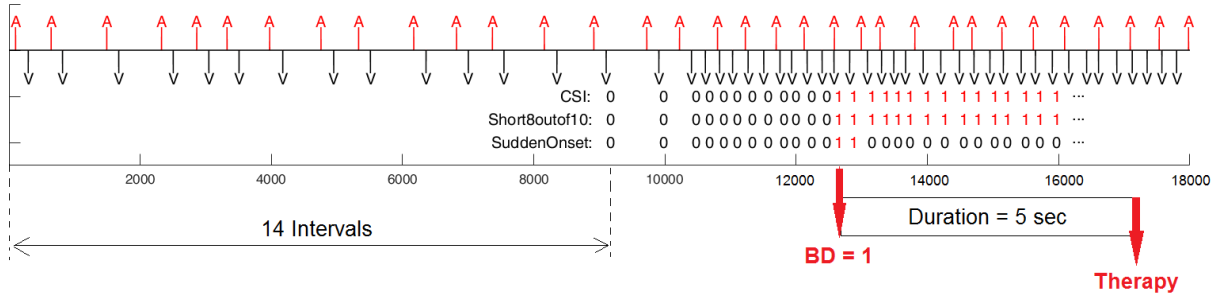 A A A A A A A A A A A A A A A A A A A A A A A A A A A A A A A A A
V V V V V V V V V V V V V V V V V V V V V V V V V V V V V V V V V V V V V V V V V V V V V V V V
CSI: 0 0 0 0 0 0 0 0 0 0 0 0 1 1 1 1 1 1 1 1 1 1 1 1 1 1 1 ...
Short8outof10: 0 0 0 0 0 0 0 0 0 0 0 0 1 1 1 1 1 1 1 1 1 1 1 1 1 1 1 ...
SuddenOnset: 0 0 0 0 0 0 0 0 0 0 0 0 1 1 0 0 0 0 0 0 0 0 0 0 0 0 0 ...
2000 4000 6000 8000 10000 12000 14000 16000 18000
14 Intervals
Duration = 5 sec
BD = 1
Therapy